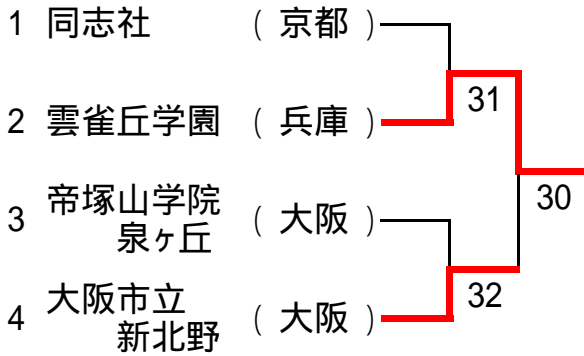 1 同志社 ( 京都 )
31
2 雲雀丘学園 ( 兵庫 )
30
3 帝塚山学院
泉ヶ丘 ( 大阪 )
32
4 大阪市立
新北野 ( 大阪 )